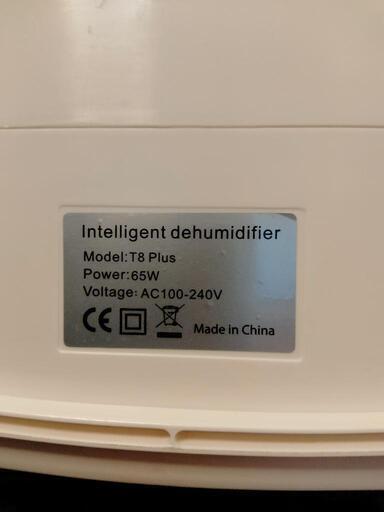 Intelligent dehumidifier
Model:T8 Plus
Power:65W
Voltage: AC100-240V
CE
Made in China